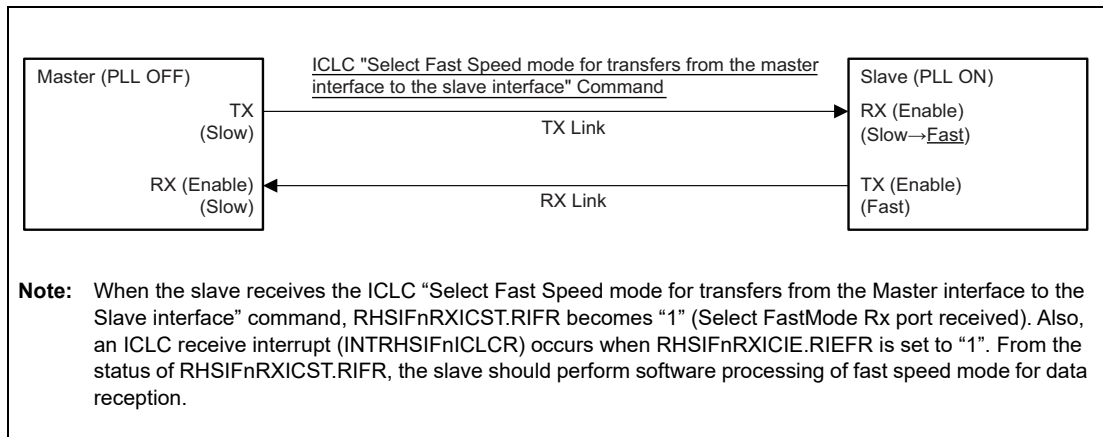 Master (PLL OFF)
TX
(Slow)
RX (Enable)
(Slow)
ICLC "Select Fast Speed mode for transfers from the master
interface to the slave interface" Command
TX Link
RX Link
Slave (PLL ON)
RX (Enable)
(Slow→Fast)
TX (Enable)
(Fast)
Note: When the slave receives the ICLC “Select Fast Speed mode for transfers from the Master interface to the
Slave interface” command, RHSIFnRXICST.RIFR becomes “1” (Select FastMode Rx port received). Also,
an ICLC receive interrupt (INTRHSIFnICLCR) occurs when RHSIFnRXICIE.RIEFR is set to “1”. From the
status of RHSIFnRXICST.RIFR, the slave should perform software processing of fast speed mode for data
reception.